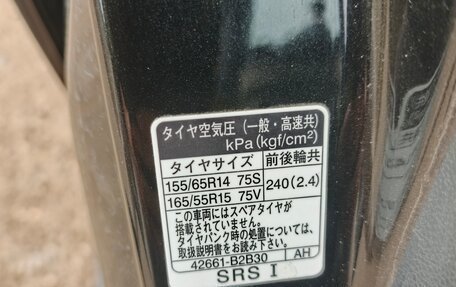 タイヤ空気圧 (一般・高速共)
kPa (kgf/cm²)
タイヤサイズ 前後輪共
155/65R14 75S 240 (2.4)
165/55R15 75V
この車両にはスペアタイヤが
搭載されていません。
タイヤパンク時の処置については、
取扱説明書をお読み下さい。
42661-B2B30 AH
SRS I